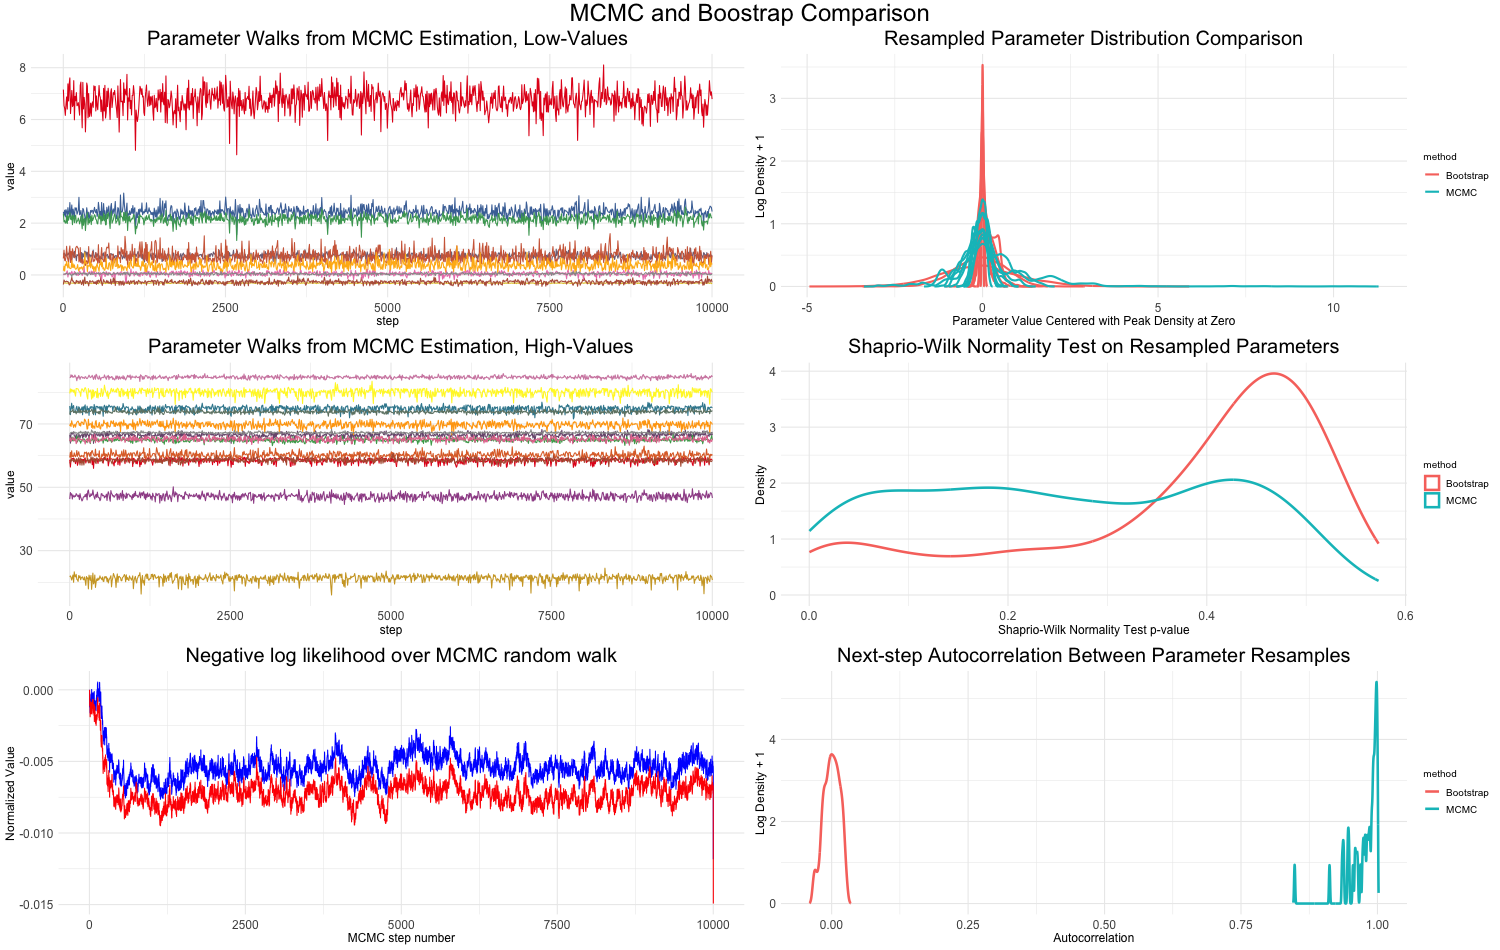 MCMC and Boostrap Comparison
Parameter Walks from MCMC Estimation, Low-Values
value
8
6
4
2
0
0 2500 5000 7500 10000
step
Resampled Parameter Distribution Comparison
Log Density + 1
3
2
1
0
-5 0 5 10
Parameter Value Centered with Peak Density at Zero
method
Bootstrap
MCMC
Parameter Walks from MCMC Estimation, High-Values
value
70
50
30
0 2500 5000 7500 10000
step
Shaprio-Wilk Normality Test on Resampled Parameters
Density
4
3
2
1
0
0.0 0.2 0.4 0.6
Shaprio-Wilk Normality Test p-value
method
Bootstrap
MCMC
Negative log likelihood over MCMC random walk
Normalized Value
0.000
-0.005
-0.010
-0.015
0 2500 5000 7500 10000
MCMC step number
Next-step Autocorrelation Between Parameter Resamples
Log Density + 1
4
2
0
0.00 0.25 0.50 0.75 1.00
Autocorrelation
method
Bootstrap
MCMC